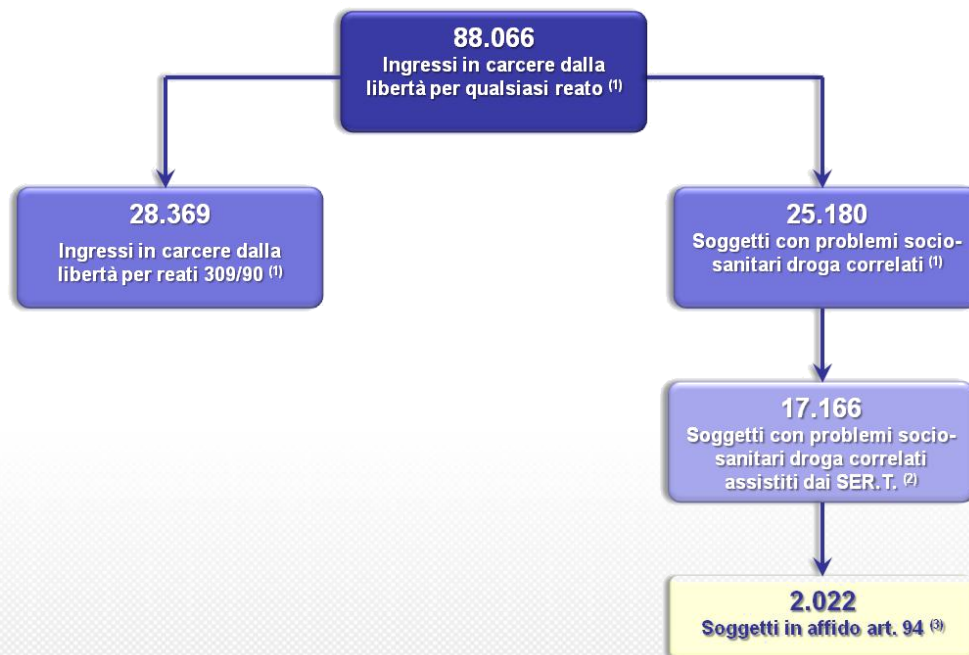 88.066
Ingressi in carcere dalla
libertà per qualsiasi reato (1)
28.369
Ingressi in carcere dalla
libertà per reati 309/90 (1)
25.180
Soggetti con problemi socio-
sanitari droga correlati (1)
17.166
Soggetti con problemi socio-
sanitari droga correlati
assistiti dai SER.T. (2)
2.022
Soggetti in affido art. 94 (3)